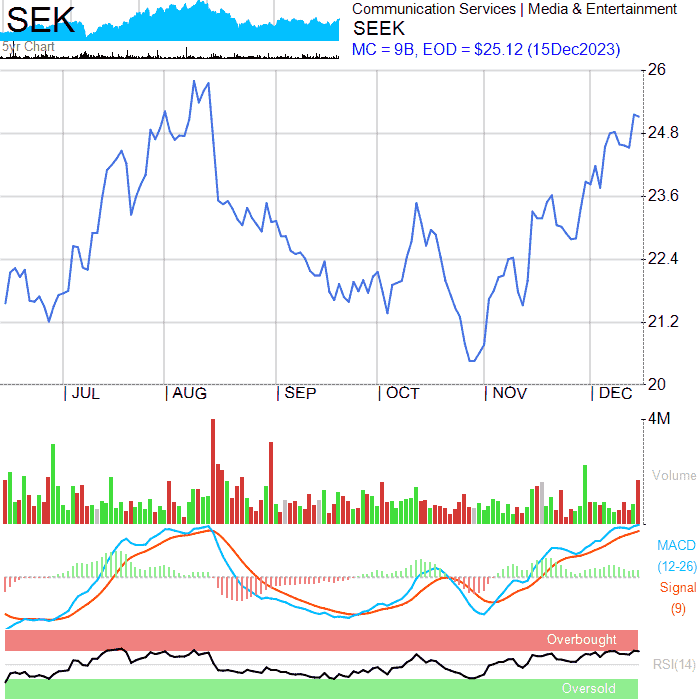 SEK
5yr Chart
Communication Services | Media & Entertainment
SEEK
MC = 9B, EOD = $25.12 (15Dec2023)
26
24.8
23.6
22.4
21.2
20
| JUL | AUG | SEP | OCT | NOV | DEC
4M
Volume
MACD
(12-26)
Signal
(9)
Overbought
RSI(14)
Oversold